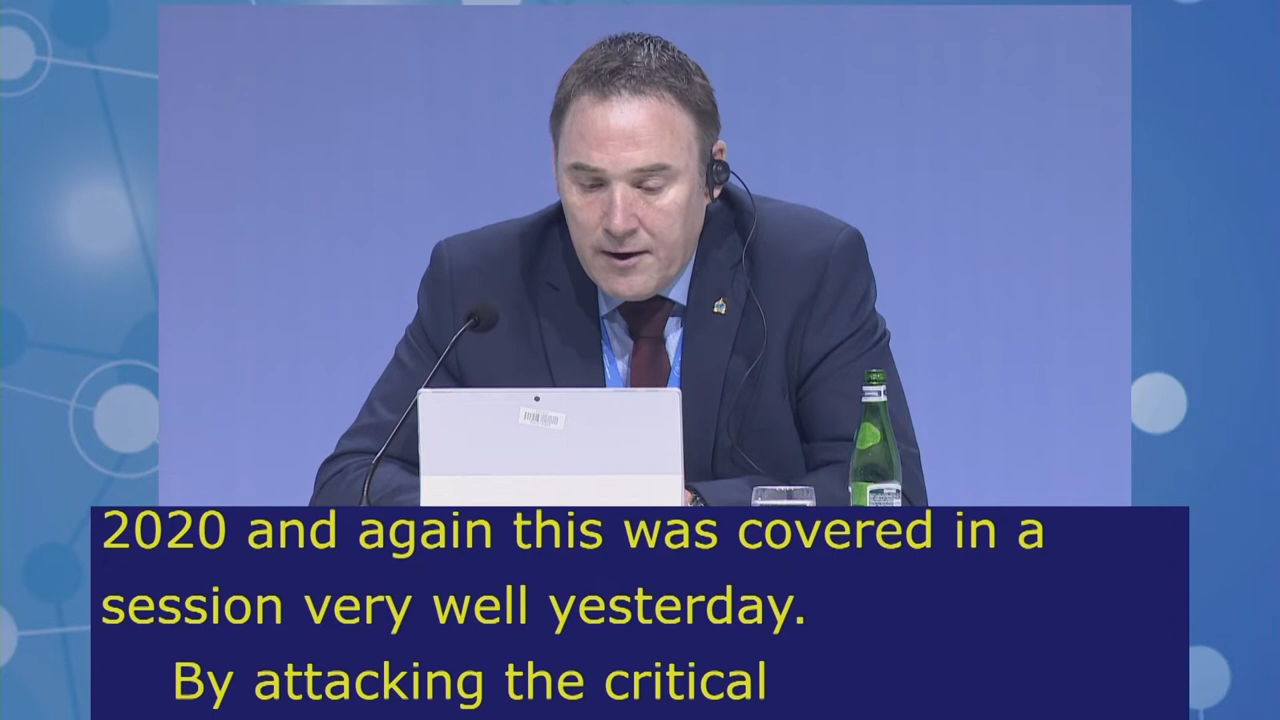 2020 and again this was covered in a
session very well yesterday.
By attacking the critical